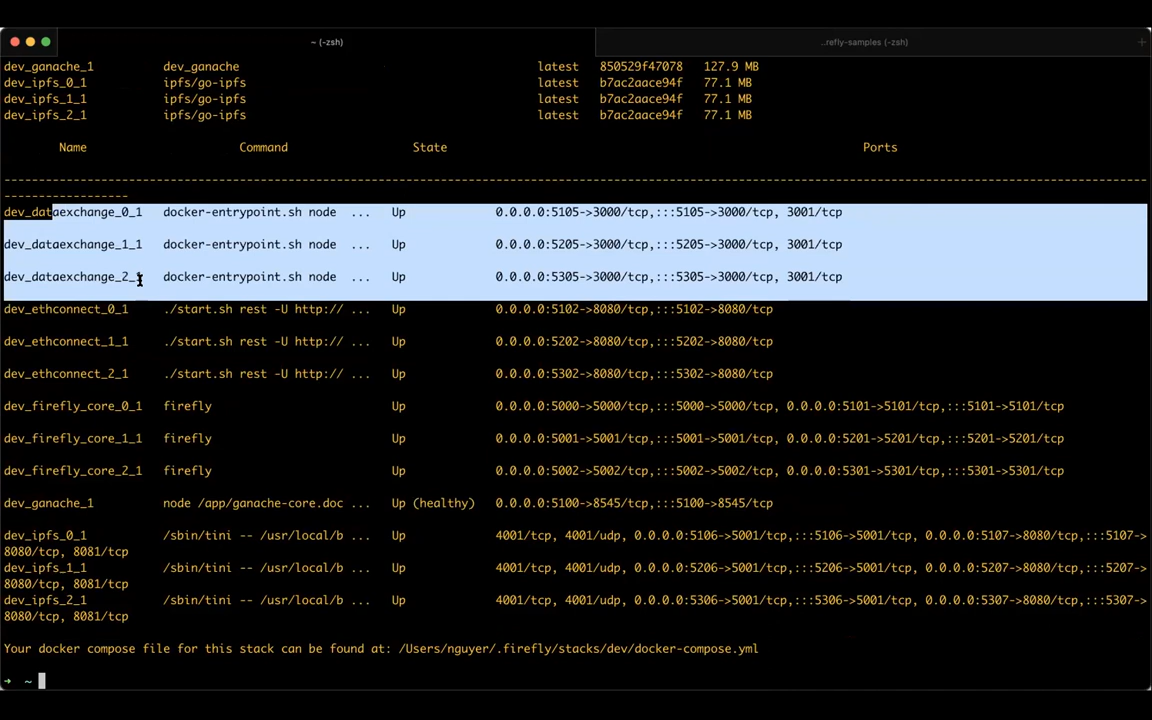 ~ (-zsh)
..refly-samples (-zsh)
+
dev_ganache_1 dev_ganache latest 850529f47078 127.9 MB
dev_ipfs_0_1 ipfs/go-ipfs latest b7ac2aace94f 77.1 MB
dev_ipfs_1_1 ipfs/go-ipfs latest b7ac2aace94f 77.1 MB
dev_ipfs_2_1 ipfs/go-ipfs latest b7ac2aace94f 77.1 MB
Name Command State Ports
-----------------------------------------------------------------------------------------------------------------------------------------------------------------------
------------------
dev_dataexchange_0_1 docker-entrypoint.sh node ... Up 0.0.0.0:5105->3000/tcp,:::5105->3000/tcp, 3001/tcp
dev_dataexchange_1_1 docker-entrypoint.sh node ... Up 0.0.0.0:5205->3000/tcp,:::5205->3000/tcp, 3001/tcp
dev_dataexchange_2_1 docker-entrypoint.sh node ... Up 0.0.0.0:5305->3000/tcp,:::5305->3000/tcp, 3001/tcp
dev_ethconnect_0_1 ./start.sh rest -U http:// ... Up 0.0.0.0:5102->8080/tcp,:::5102->8080/tcp
dev_ethconnect_1_1 ./start.sh rest -U http:// ... Up 0.0.0.0:5202->8080/tcp,:::5202->8080/tcp
dev_ethconnect_2_1 ./start.sh rest -U http:// ... Up 0.0.0.0:5302->8080/tcp,:::5302->8080/tcp
dev_firefly_core_0_1 firefly Up 0.0.0.0:5000->5000/tcp,:::5000->5000/tcp, 0.0.0.0:5101->5101/tcp,:::5101->5101/tcp
dev_firefly_core_1_1 firefly Up 0.0.0.0:5001->5001/tcp,:::5001->5001/tcp, 0.0.0.0:5201->5201/tcp,:::5201->5201/tcp
dev_firefly_core_2_1 firefly Up 0.0.0.0:5002->5002/tcp,:::5002->5002/tcp, 0.0.0.0:5301->5301/tcp,:::5301->5301/tcp
dev_ganache_1 node /app/ganache-core.doc ... Up (healthy) 0.0.0.0:5100->8545/tcp,:::5100->8545/tcp
dev_ipfs_0_1 /sbin/tini -- /usr/local/b ... Up 4001/tcp, 4001/udp, 0.0.0.0:5106->5001/tcp,:::5106->5001/tcp, 0.0.0.0:5107->8080/tcp,:::5107->
8080/tcp, 8081/tcp
dev_ipfs_1_1 /sbin/tini -- /usr/local/b ... Up 4001/tcp, 4001/udp, 0.0.0.0:5206->5001/tcp,:::5206->5001/tcp, 0.0.0.0:5207->8080/tcp,:::5207->
8080/tcp, 8081/tcp
dev_ipfs_2_1 /sbin/tini -- /usr/local/b ... Up 4001/tcp, 4001/udp, 0.0.0.0:5306->5001/tcp,:::5306->5001/tcp, 0.0.0.0:5307->8080/tcp,:::5307->
8080/tcp, 8081/tcp
Your docker compose file for this stack can be found at: /Users/nguyer/.firefly/stacks/dev/docker-compose.yml
→ ~